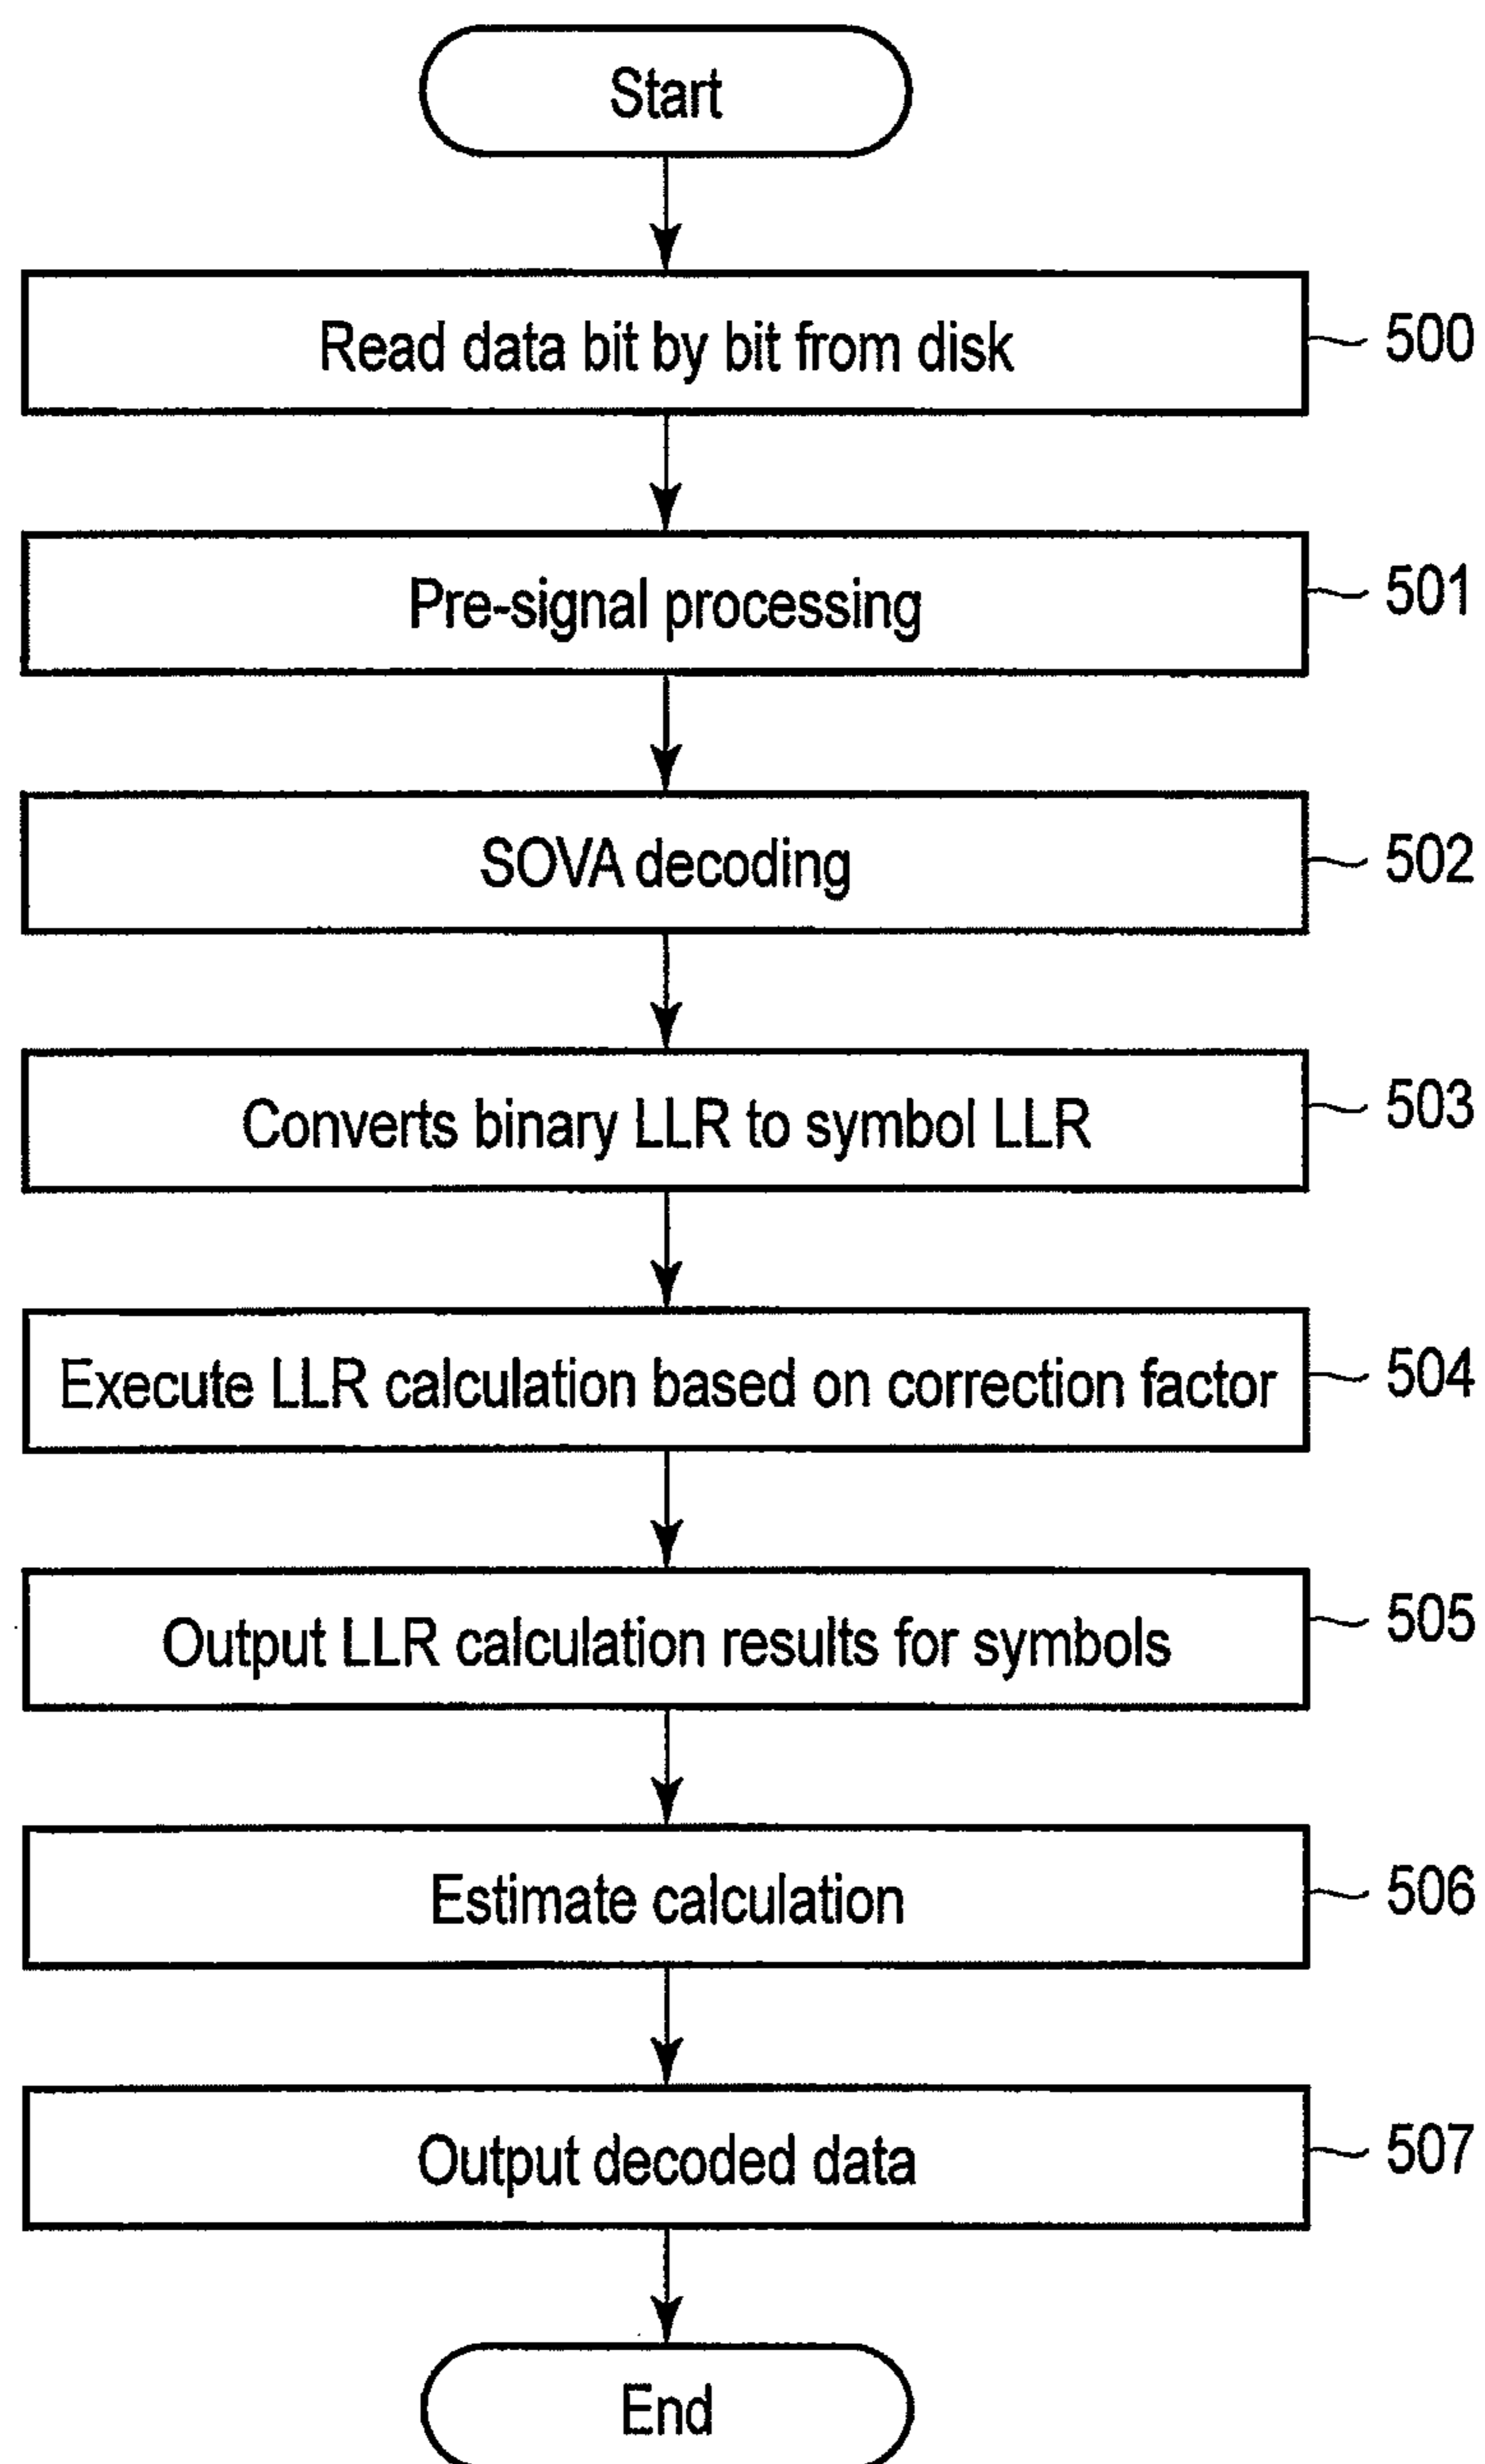 Start
Read data bit by bit from disk 500
Pre-signal processing 501
SOVA decoding 502
Converts binary LLR to symbol LLR 503
Execute LLR calculation based on correction factor 504
Output LLR calculation results for symbols 505
Estimate calculation 506
Output decoded data 507
End